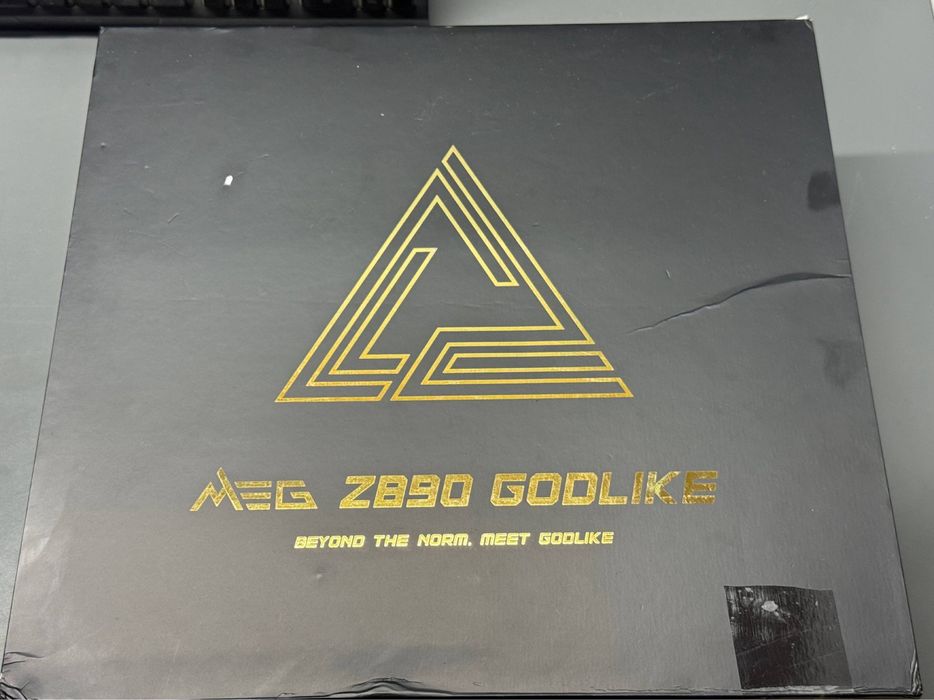 MEG Z890 GODLIKE
BEYOND THE NORM. MEET GODLIKE